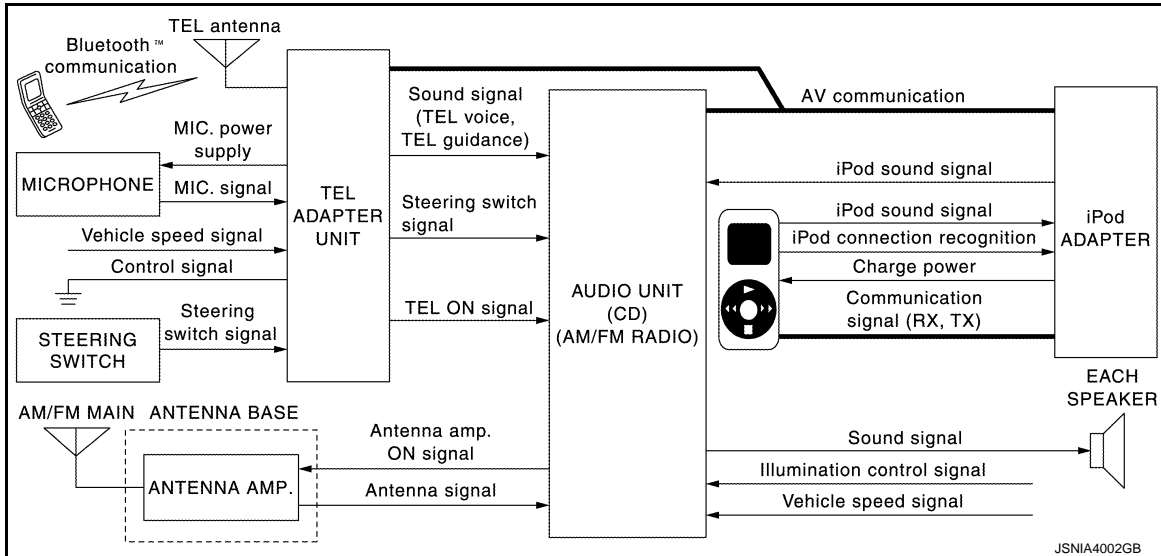 TEL antenna
Bluetooth™
communication
MIC. power
supply
MICROPHONE
MIC. signal
Vehicle speed signal
Control signal
Steering
switch signal
STEERING
SWITCH
TEL
ADAPTER
UNIT
Sound signal
(TEL voice,
TEL guidance)
Steering switch
signal
TEL ON signal
AM/FM MAIN
ANTENNA BASE
ANTENNA AMP.
Antenna amp.
ON signal
Antenna signal
AUDIO UNIT
(CD)
(AM/FM RADIO)
AV communication
iPod sound signal
iPod sound signal
iPod connection recognition
Charge power
Communication
signal (RX, TX)
iPod
ADAPTER
EACH
SPEAKER
Sound signal
Illumination control signal
Vehicle speed signal
JSNIA4002GB